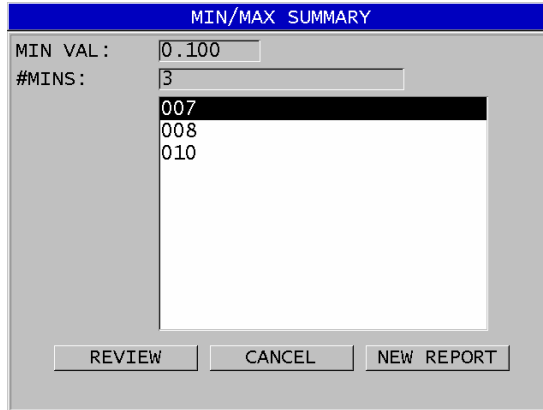 MIN/MAX SUMMARY
MIN VAL: 0.100
#MINS: 3
007
008
010
REVIEW CANCEL NEW REPORT